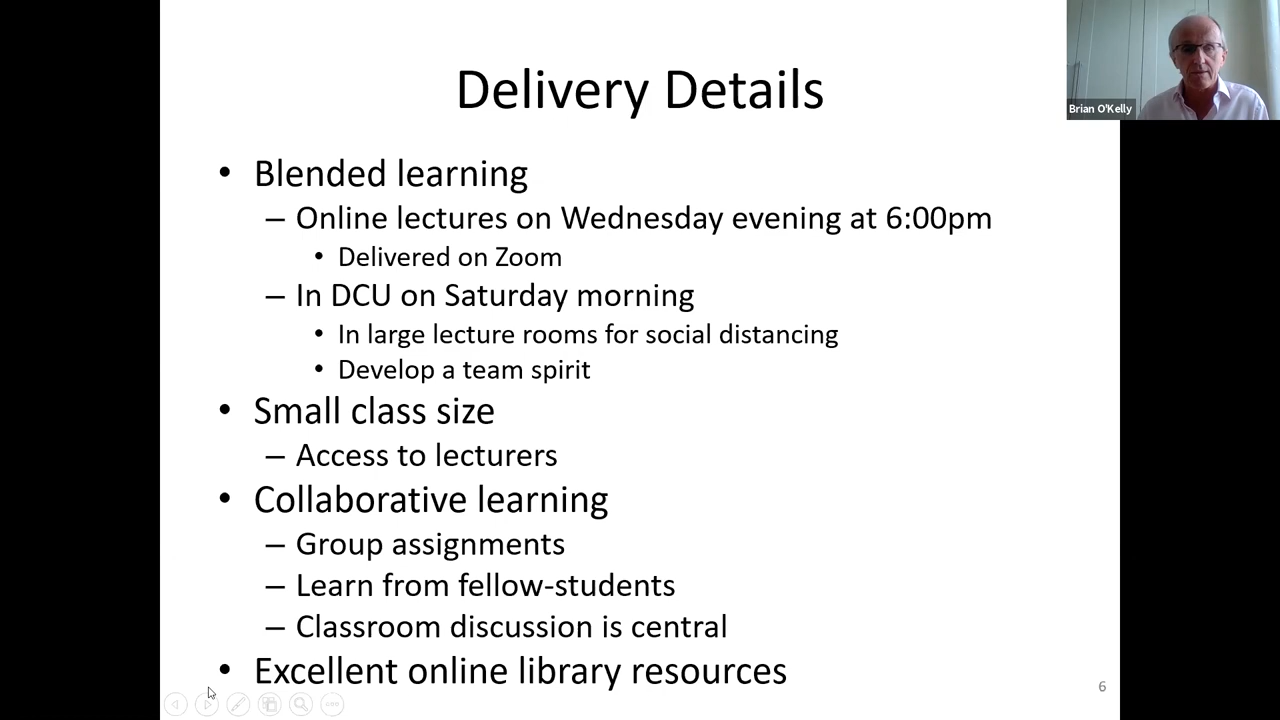 Delivery Details
Brian O'Kelly
• Blended learning
– Online lectures on Wednesday evening at 6:00pm
• Delivered on Zoom
– In DCU on Saturday morning
• In large lecture rooms for social distancing
• Develop a team spirit
• Small class size
– Access to lecturers
• Collaborative learning
– Group assignments
– Learn from fellow-students
– Classroom discussion is central
• Excellent online library resources
6